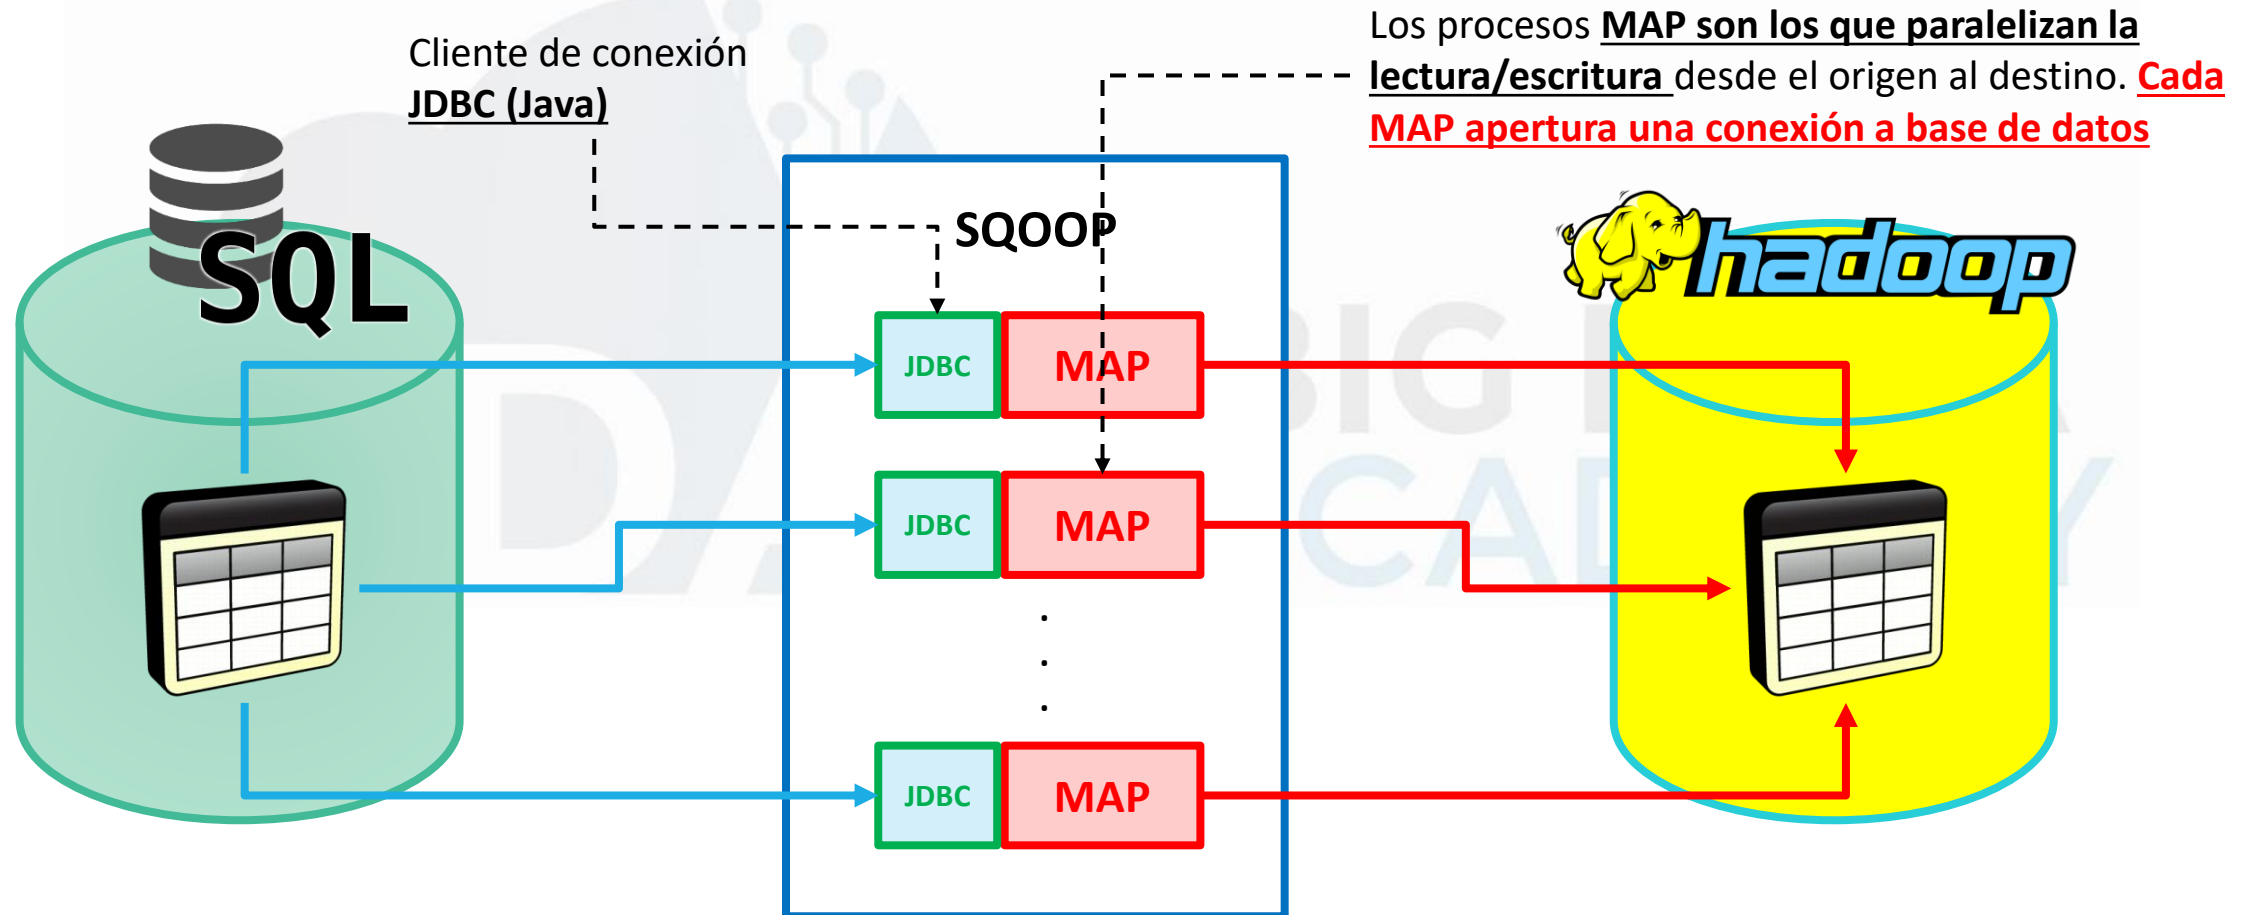 Los procesos MAP son los que paralelizan la
lectura/escritura desde el origen al destino. Cada
MAP apertura una conexión a base de datos
Cliente de conexión
JDBC (Java)
SQL
SQOOP
hadoop
JDBC
MAP
JDBC
MAP
.
.
.
JDBC
MAP